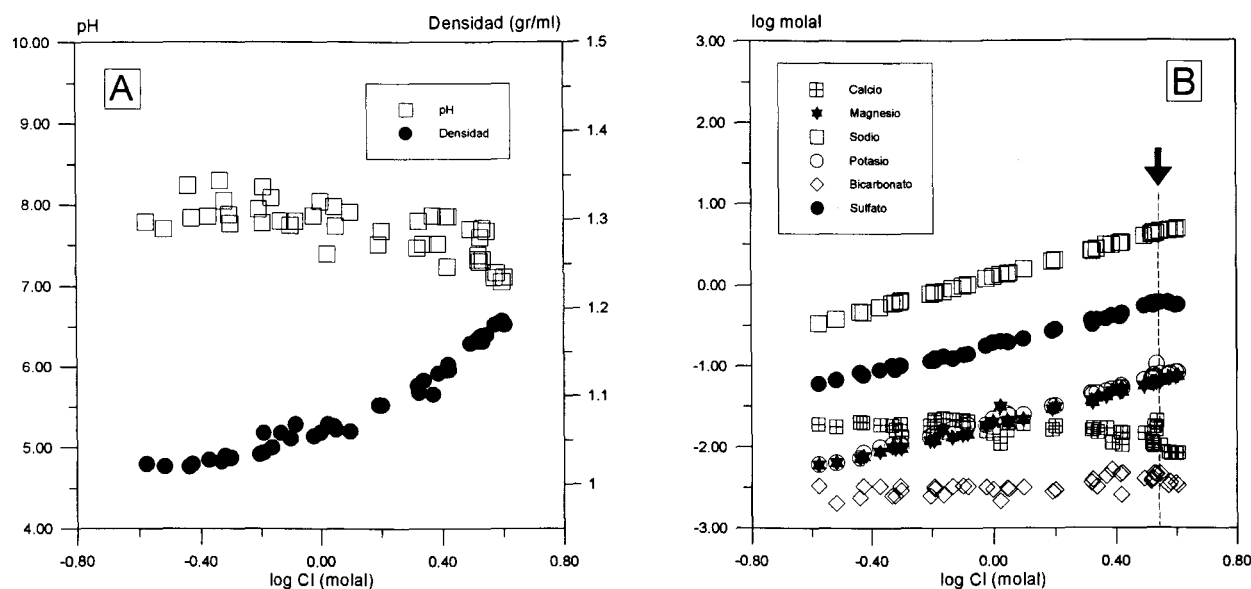 pH
Densidad (gr/ml)
10.00
9.00
8.00
7.00
6.00
5.00
4.00
1.5
1.4
1.3
1.2
1.1
1
A
pH
Densidad
-0.80
-0.40
0.00
0.40
0.80
log Cl (molal)
log molal
3.00
2.00
1.00
0.00
-1.00
-2.00
-3.00
B
Calcio
Magnesio
Sodio
Potasio
Bicarbonato
Sulfato
-0.80
-0.40
0.00
0.40
0.80
log Cl (molal)